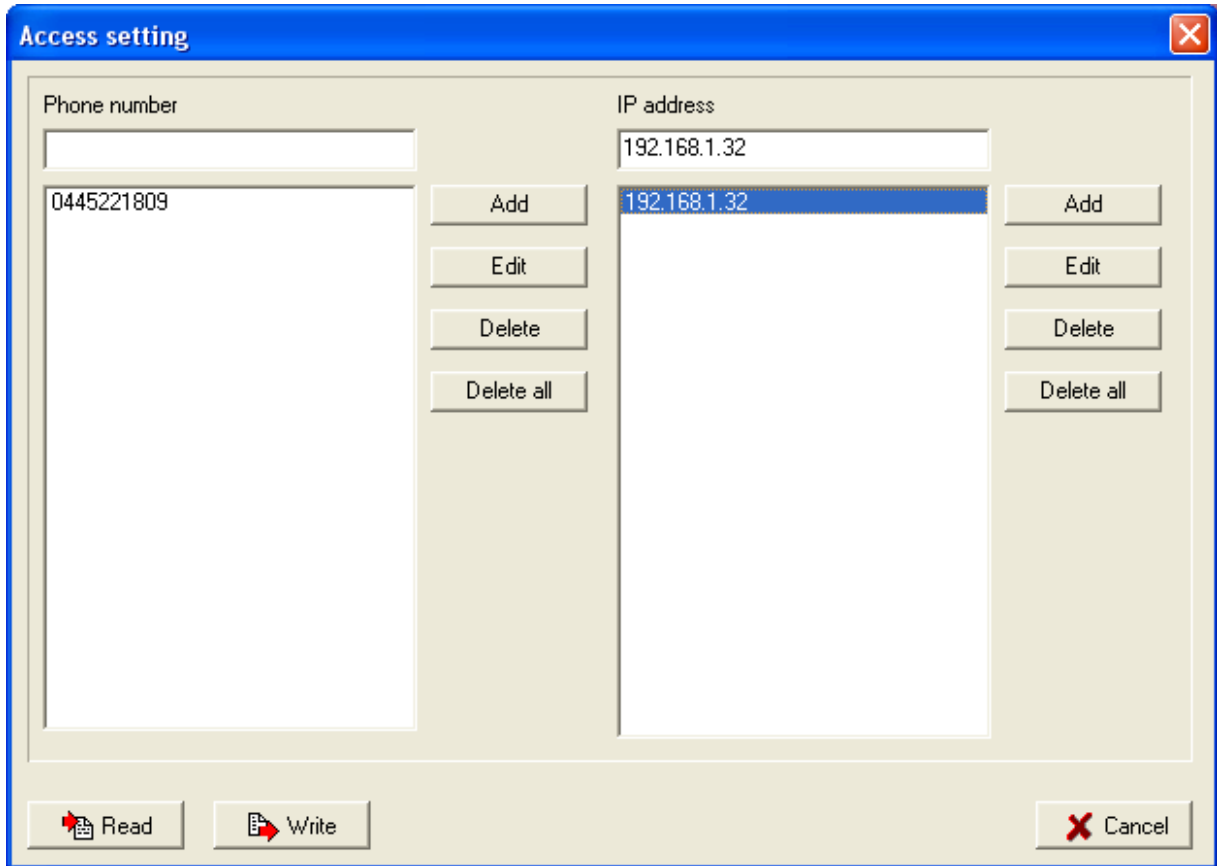 Access setting
Phone number
IP address
192.168.1.32
0445221809
Add
192.168.1.32
Add
Edit
Edit
Delete
Delete
Delete all
Delete all
Read
Write
Cancel